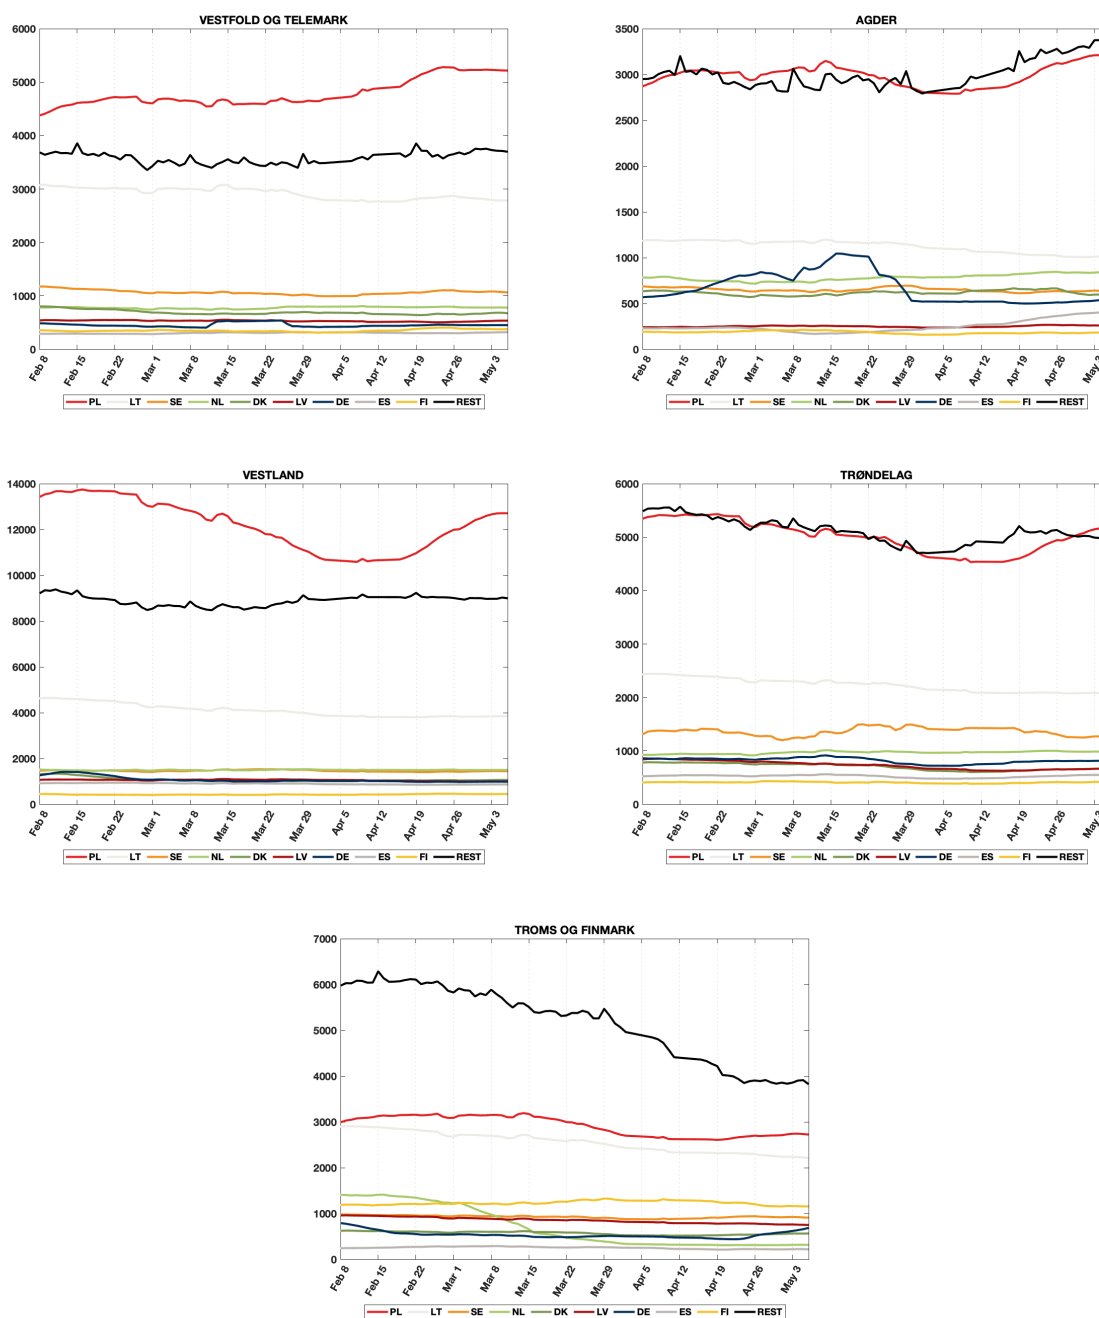 VESTFOLD OG TELEMARK
6000
5000
4000
3000
2000
1000
0
Feb 8
Feb 15
Feb 22
Mar 1
Mar 8
Mar 15
Mar 22
Mar 29
Apr 5
Apr 12
Apr 19
Apr 26
May 3
PL LT SE NL DK LV DE ES FI REST
AGDER
3500
3000
2500
2000
1500
1000
500
0
Feb 8
Feb 15
Feb 22
Mar 1
Mar 8
Mar 15
Mar 22
Mar 29
Apr 5
Apr 12
Apr 19
Apr 26
May 3
PL LT SE NL DK LV DE ES FI REST
VESTLAND
14000
12000
10000
8000
6000
4000
2000
0
Feb 8
Feb 15
Feb 22
Mar 1
Mar 8
Mar 15
Mar 22
Mar 29
Apr 5
Apr 12
Apr 19
Apr 26
May 3
PL LT SE NL DK LV DE ES FI REST
TRØNDELAG
6000
5000
4000
3000
2000
1000
0
Feb 8
Feb 15
Feb 22
Mar 1
Mar 8
Mar 15
Mar 22
Mar 29
Apr 5
Apr 12
Apr 19
Apr 26
May 3
PL LT SE NL DK LV DE ES FI REST
TROMS OG FINMARK
7000
6000
5000
4000
3000
2000
1000
0
Feb 8
Feb 15
Feb 22
Mar 1
Mar 8
Mar 15
Mar 22
Mar 29
Apr 5
Apr 12
Apr 19
Apr 26
May 3
PL LT SE NL DK LV DE ES FI REST